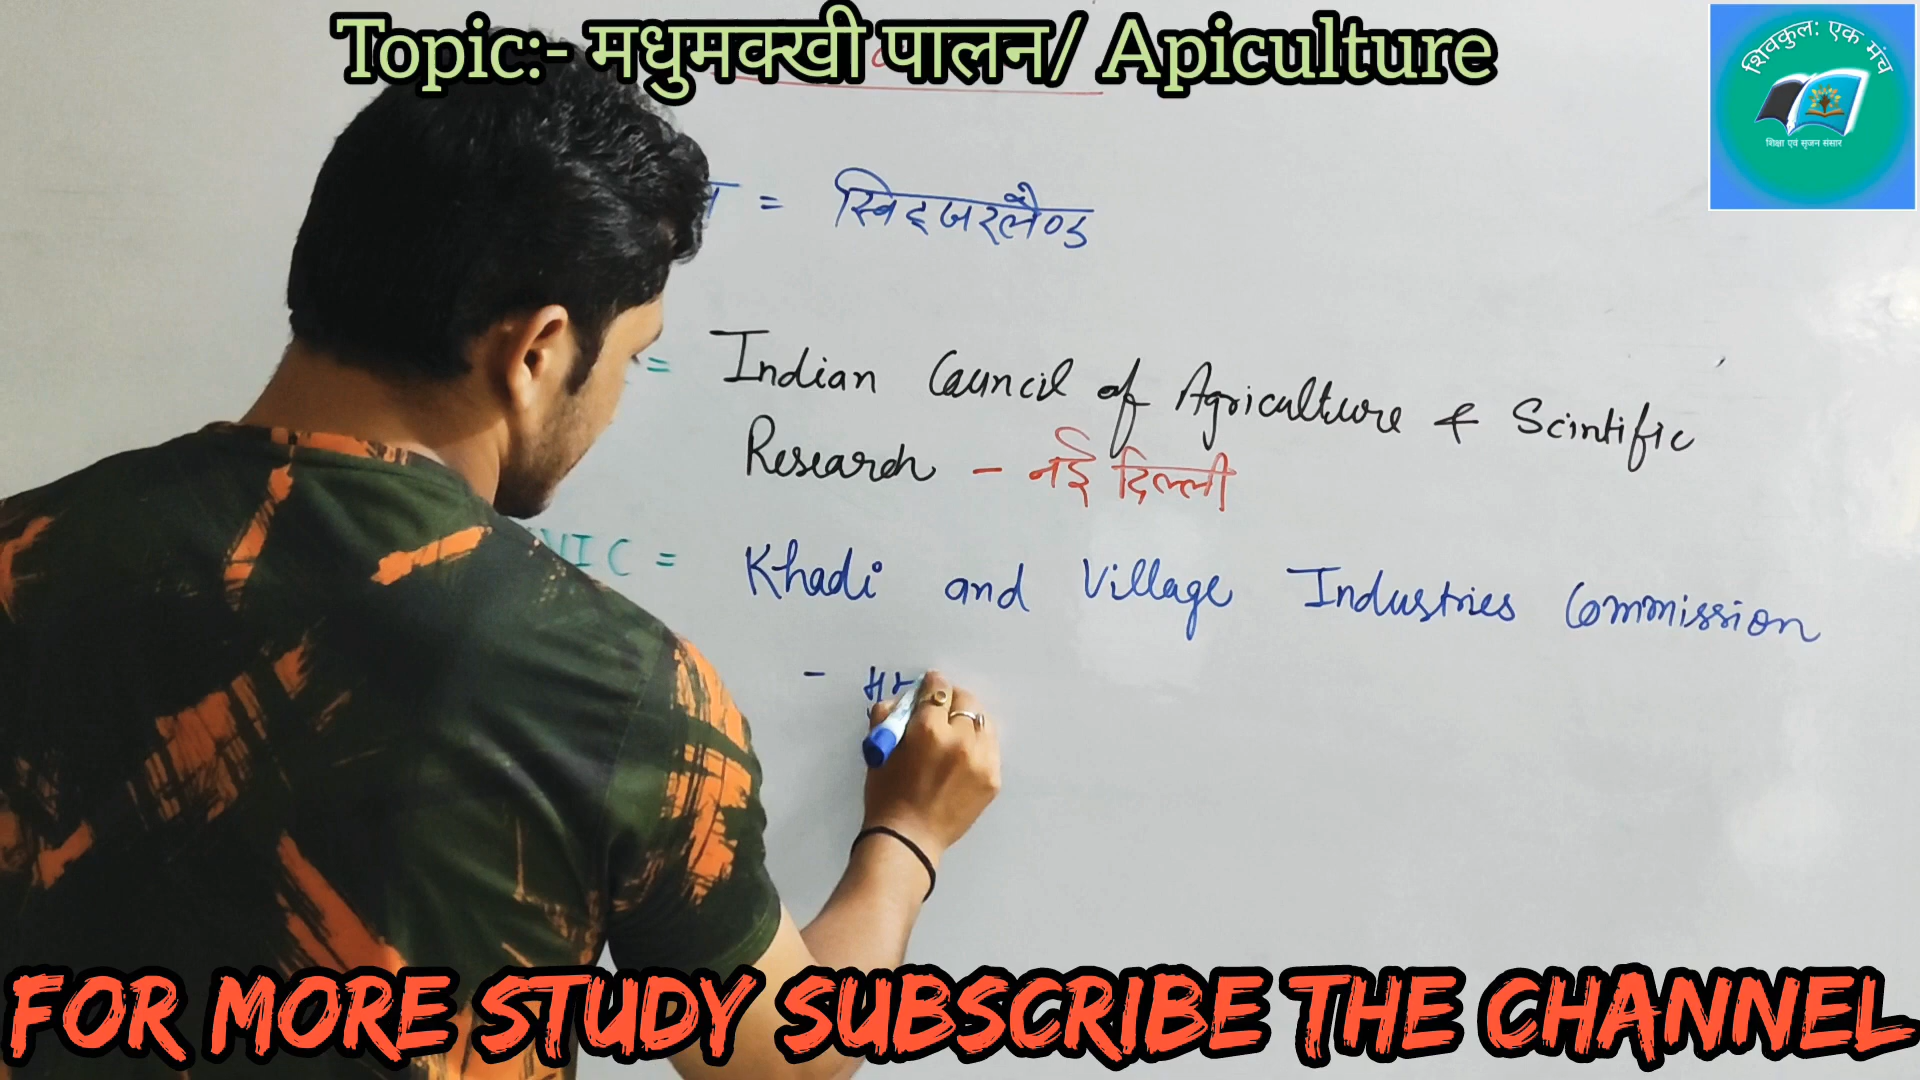 Topic:- मधुमक्खी पालन/ Apiculture
शिवकुल: एक मंच
शिक्षा एवं सृजन संसार
= स्विट्जरलैण्ड
= Indian Council of Agriculture & Scintific
Research - नई दिल्ली
VIC = Khadi and Village Industries Commission
-
FOR MORE STUDY SUBSCRIBE THE CHANNEL